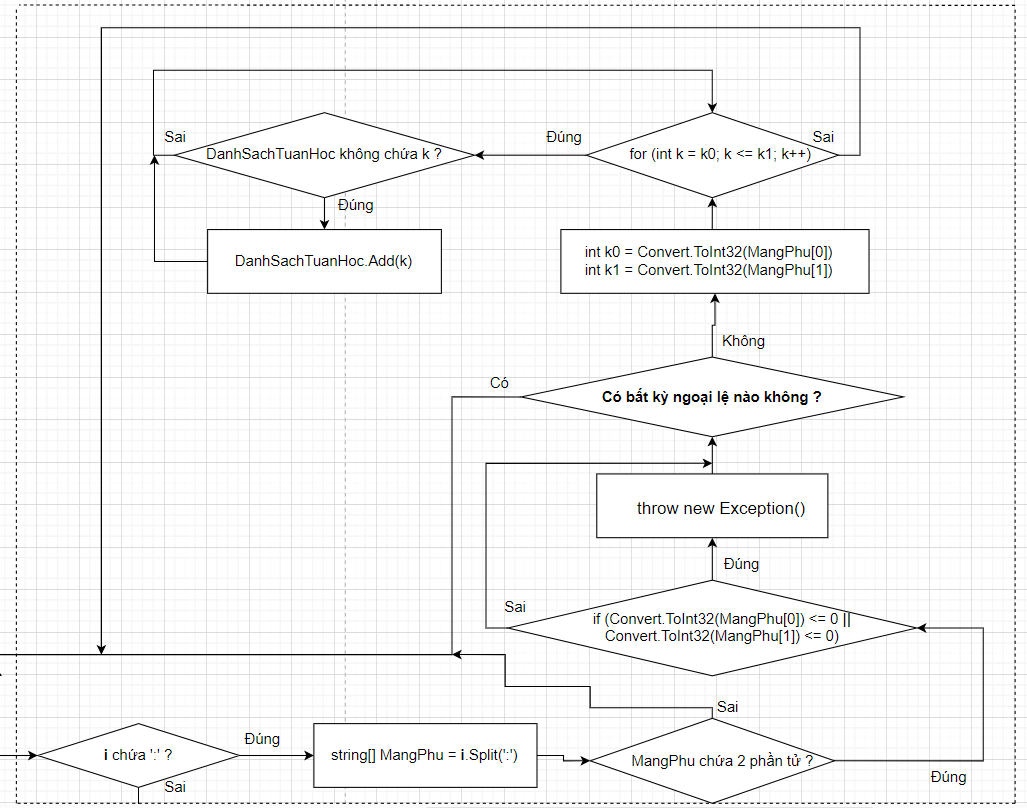 Sai
DanhSachTuanHoc không chứa k ?
Đúng
for (int k = k0; k <= k1; k++)
Sai
Đúng
DanhSachTuanHoc.Add(k)
int k0 = Convert.ToInt32(MangPhu[0])
int k1 = Convert.ToInt32(MangPhu[1])
Không
Có
Có bất kỳ ngoại lệ nào không ?
throw new Exception()
Đúng
Sai
if (Convert.ToInt32(MangPhu[0]) <= 0 ||
Convert.ToInt32(MangPhu[1]) <= 0)
Sai
i chứa ':' ?
Đúng
string[] MangPhu = i.Split(':')
MangPhu chứa 2 phần tử ?
Đúng
Sai